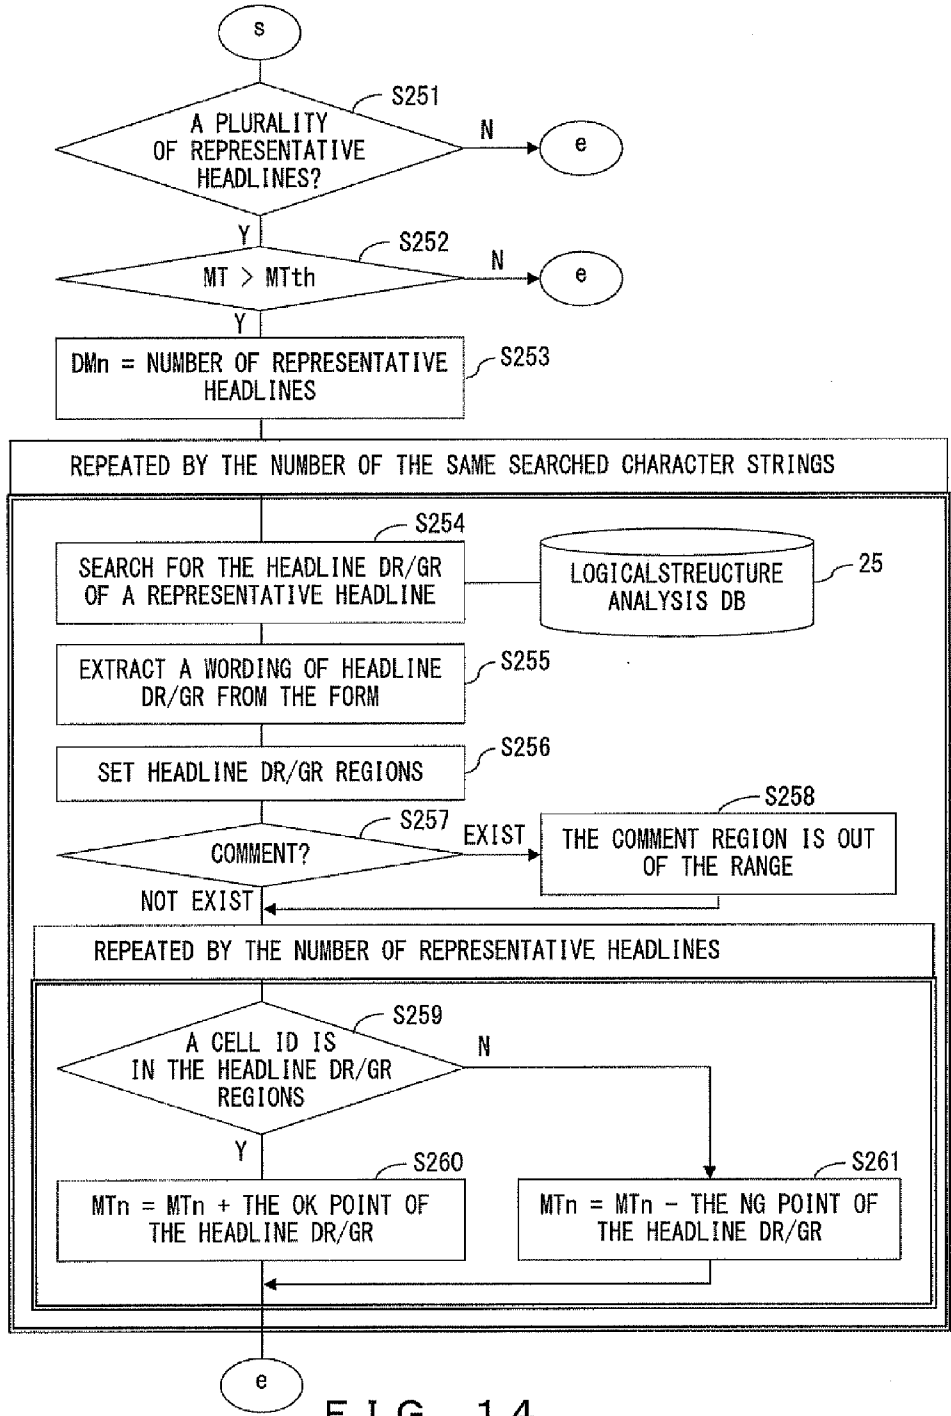 s
S251
A PLURALITY
OF REPRESENTATIVE
HEADLINES?
N
e
Y
S252
MT > MTth
N
e
Y
S253
DMn = NUMBER OF REPRESENTATIVE
HEADLINES
REPEATED BY THE NUMBER OF THE SAME SEARCHED CHARACTER STRINGS
S254
SEARCH FOR THE HEADLINE DR/GR
OF A REPRESENTATIVE HEADLINE
LOGICALSTREUCTURE
ANALYSIS DB
25
S255
EXTRACT A WORDING OF HEADLINE
DR/GR FROM THE FORM
S256
SET HEADLINE DR/GR REGIONS
S257
COMMENT?
EXIST
S258
THE COMMENT REGION IS OUT
OF THE RANGE
NOT EXIST
REPEATED BY THE NUMBER OF REPRESENTATIVE HEADLINES
S259
A CELL ID IS
IN THE HEADLINE DR/GR
REGIONS
N
Y
S260
MTn = MTn + THE OK POINT OF
THE HEADLINE DR/GR
S261
MTn = MTn - THE NG POINT OF
THE HEADLINE DR/GR
e
FIG. 14